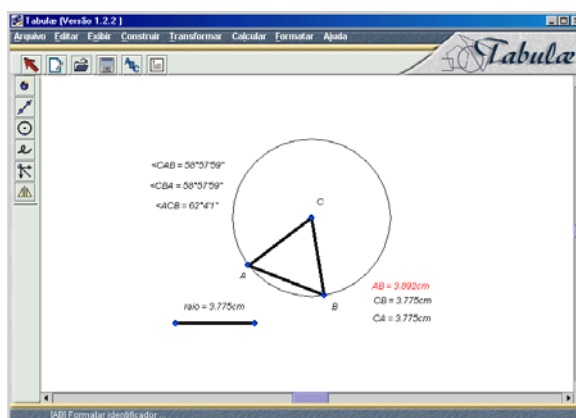 Tabulæ (Versão 1.2.2 )
Arquivo Editar Exibir Construir Transformar Calcular Formatar Ajuda
Tabulæ
ABC
<CAB = 58°57'59"
<CBA = 58°57'59"
<ACB = 62°4'1"
C
A
B
AB = 3.892cm
CB = 3.775cm
CA = 3.775cm
raio = 3.775cm
[AB] Formatar identificador...